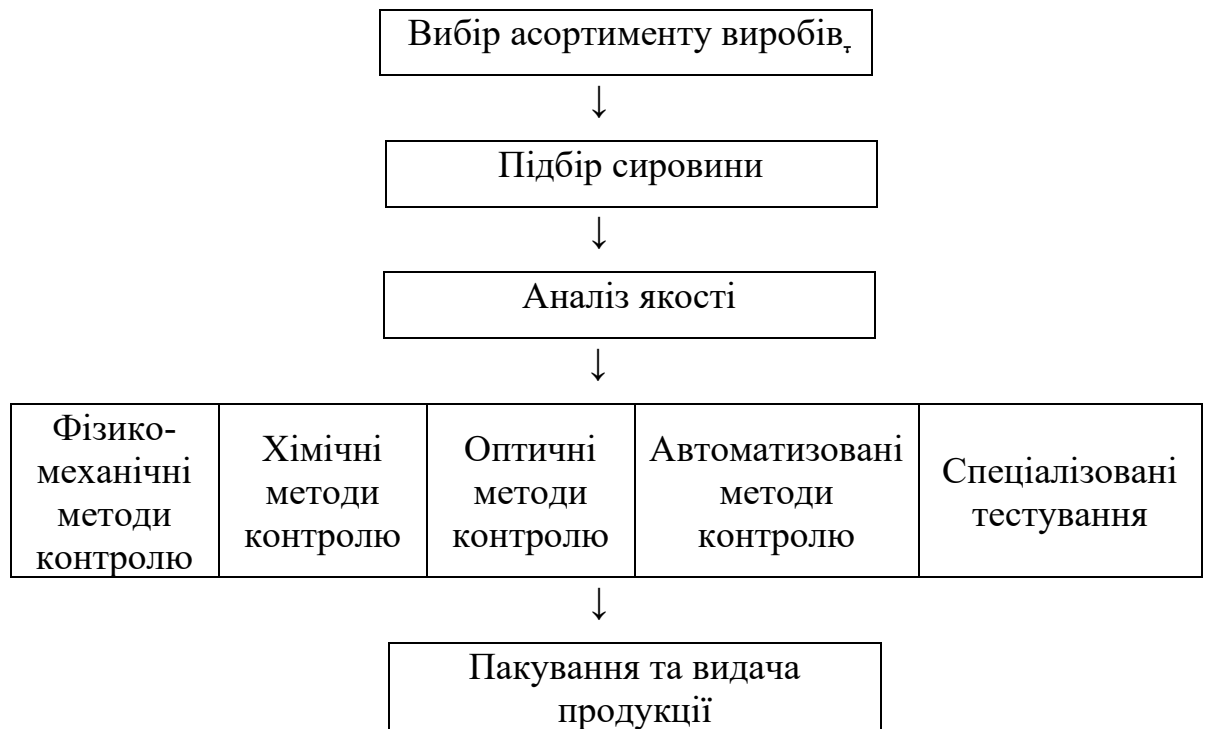 Вибір асортименту виробів,
↓
Підбір сировини
↓
Аналіз якості
↓
Фізико-
механічні
методи
контролю
Хімічні
методи
контролю
Оптичні
методи
контролю
Автоматизовані
методи
контролю
Спеціалізовані
тестування
↓
Пакування та видача
продукції